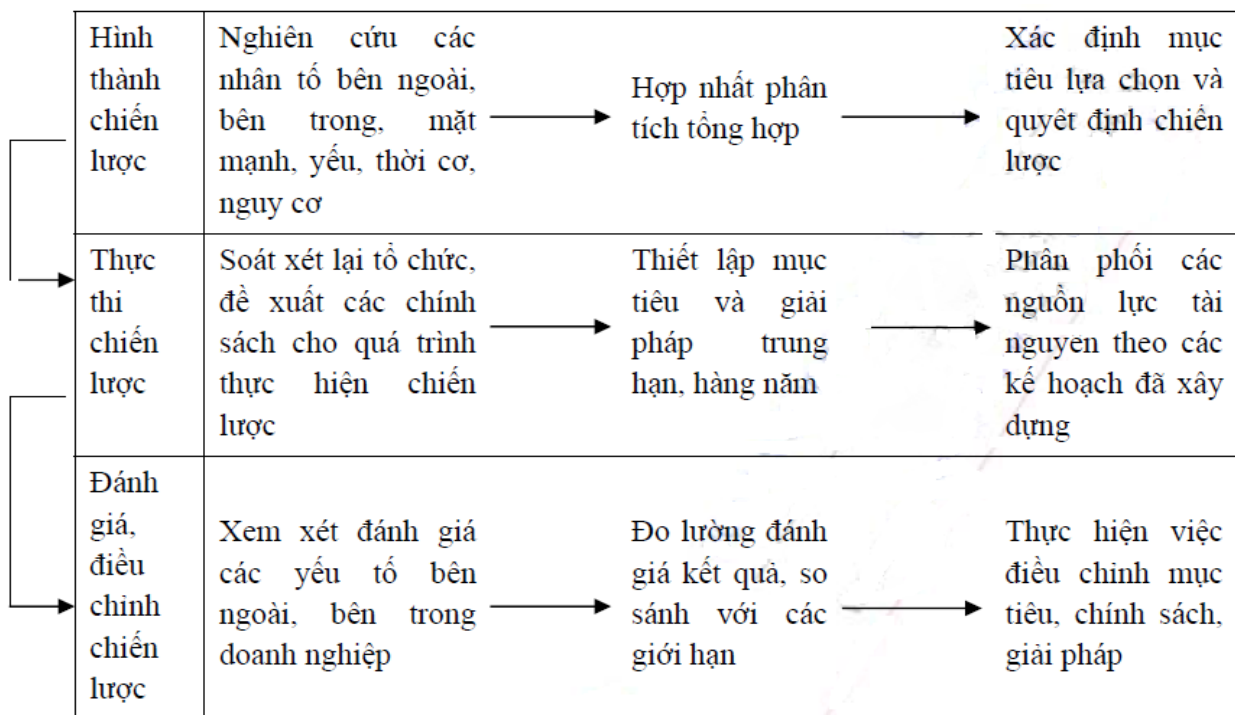 Hình
thành
chiến
lược
Nghiên cứu các
nhân tố bên ngoài,
bên trong, mặt
mạnh, yếu, thời cơ,
nguy cơ
Hợp nhất phân
tích tổng hợp
Xác định mục
tiêu lựa chọn và
quyêt định chiến
lược
Thực
thi
chiến
lược
Soát xét lại tổ chức,
đề xuất các chính
sách cho quá trình
thực hiện chiến
lược
Thiết lập mục
tiêu và giải
pháp trung
hạn, hàng năm
Phân phối các
nguồn lực tài
nguyên theo các
kế hoạch đã xây
dựng
Đánh
giá,
điều
chỉnh
chiến
lược
Xem xét đánh giá
các yếu tố bên
ngoài, bên trong
doanh nghiệp
Đo lường đánh
giá kết quả, so
sánh với các
giới hạn
Thực hiện việc
điều chỉnh mục
tiêu, chính sách,
giải pháp